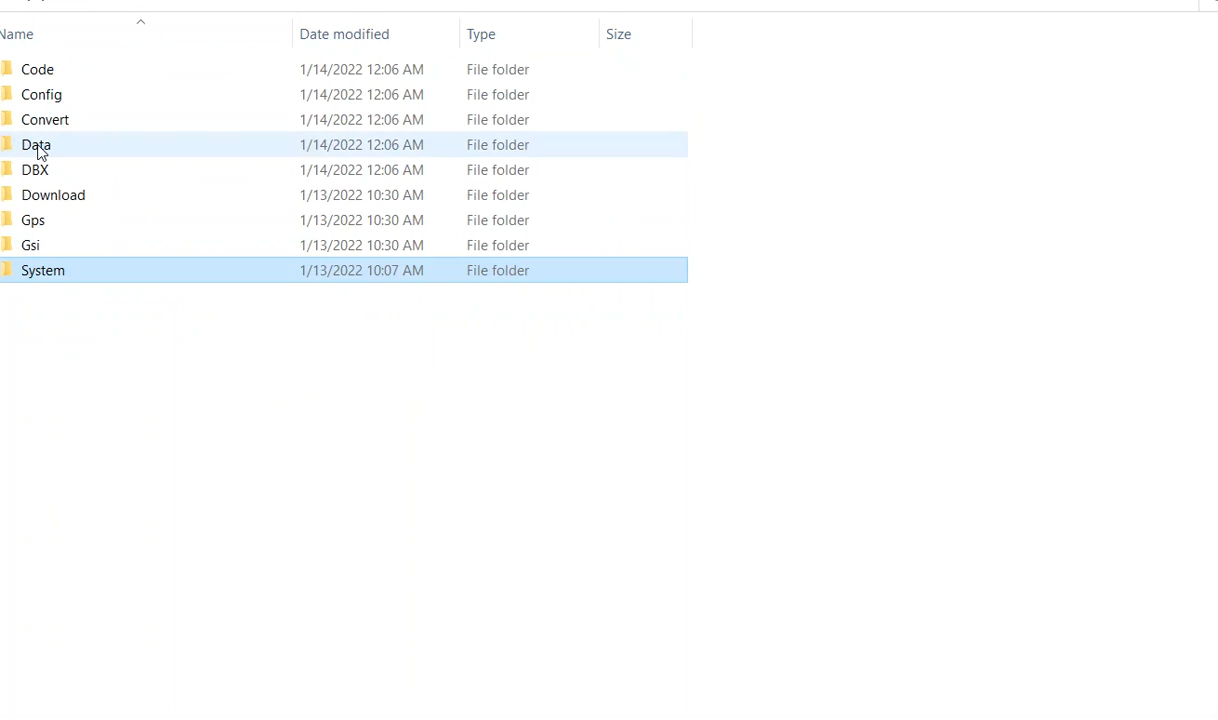 Name Date modified Type Size
Code 1/14/2022 12:06 AM File folder
Config 1/14/2022 12:06 AM File folder
Convert 1/14/2022 12:06 AM File folder
Data 1/14/2022 12:06 AM File folder
DBX 1/14/2022 12:06 AM File folder
Download 1/13/2022 10:30 AM File folder
Gps 1/13/2022 10:30 AM File folder
Gsi 1/13/2022 10:30 AM File folder
System 1/13/2022 10:07 AM File folder